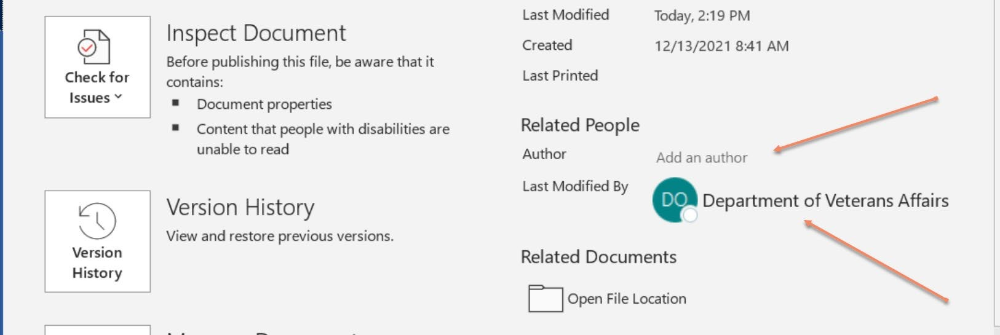 Inspect Document
Before publishing this file, be aware that it
contains:
Document properties
Content that people with disabilities are
unable to read
Check for
Issues
Version History
View and restore previous versions.
Version
History
Last Modified
Today, 2:19 PM
Created
12/13/2021 8:41 AM
Last Printed
Related People
Author
Add an author
Last Modified By
DO
Department of Veterans Affairs
Related Documents
Open File Location